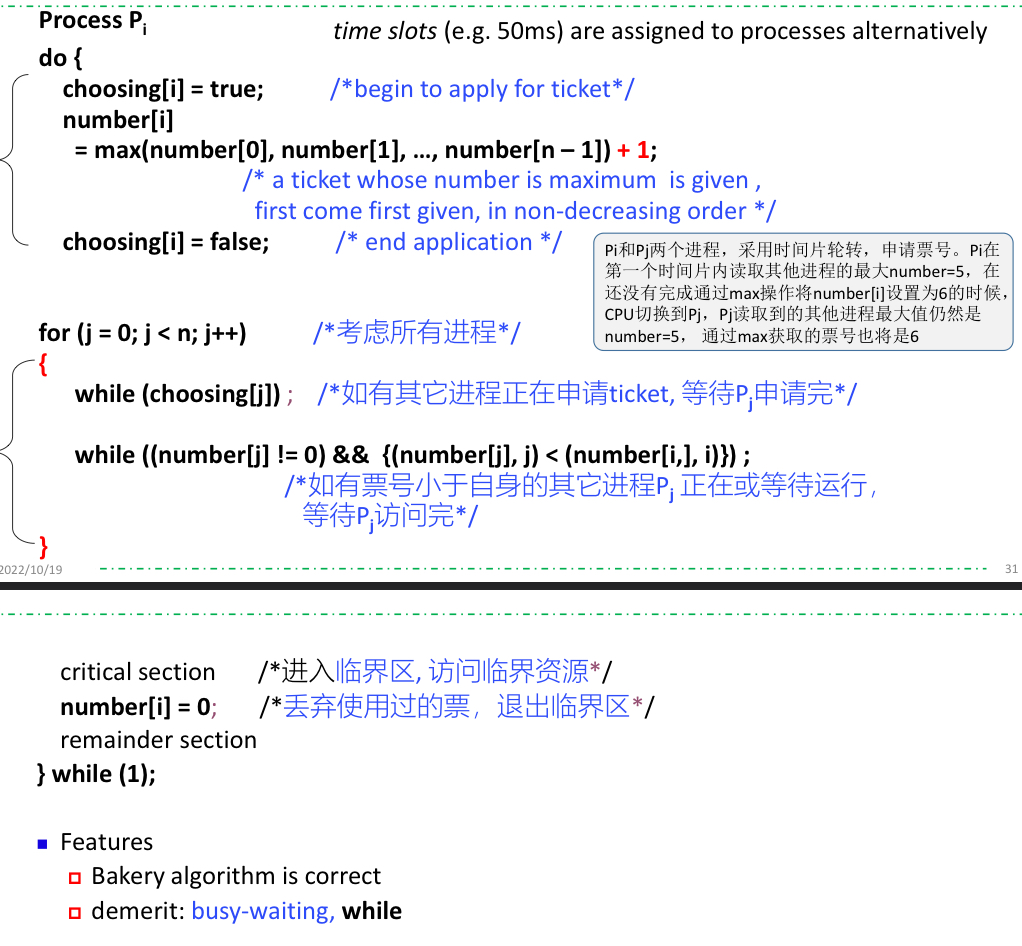 Process Pi
time slots (e.g. 50ms) are assigned to processes alternatively
do {
choosing[i] = true; /*begin to apply for ticket*/
number[i]
= max(number[0], number[1], …, number[n – 1]) + 1;
/* a ticket whose number is maximum is given ,
first come first given, in non-decreasing order */
choosing[i] = false; /* end application */
Pi和Pj两个进程，采用时间片轮转，申请票号。Pi在
第一个时间片内读取其他进程的最大number=5，在
还没有完成通过max操作将number[i]设置为6的时候，
CPU切换到Pj，Pj读取到的其他进程最大值仍然是
number=5， 通过max获取的票号也将是6
for (j = 0; j < n; j++) /*考虑所有进程*/
{
while (choosing[j]) ; /*如有其它进程正在申请ticket, 等待Pj申请完*/
while ((number[j] != 0) && {(number[j], j) < (number[i,], i)}) ;
/*如有票号小于自身的其它进程Pj 正在或等待运行,
等待Pj访问完*/
}
2022/10/19
31
critical section /*进入临界区, 访问临界资源*/
number[i] = 0; /*丢弃使用过的票，退出临界区*/
remainder section
} while (1);
Features
Bakery algorithm is correct
demerit: busy-waiting, while